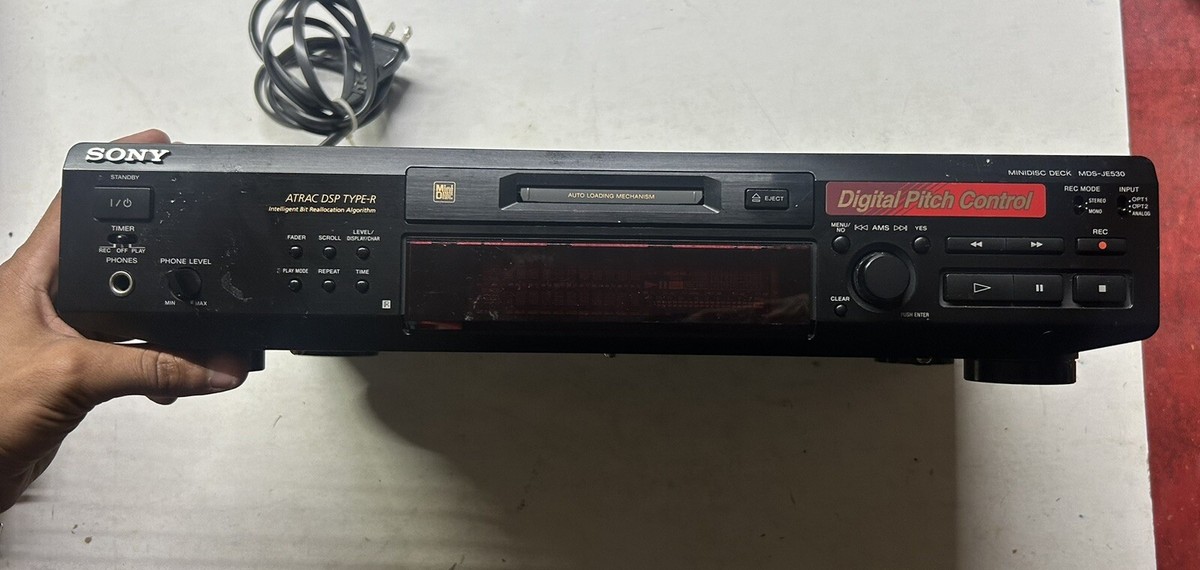 SONY
STANDBY
I/⏻
TIMER
REC OFF PLAY
PHONES
PHONE LEVEL
MIN MAX
ATRAC DSP TYPE-R
Intelligent Bit Reallocation Algorithm
FADER SCROLL LEVEL/
DISPLAY/CHAR
PLAY MODE REPEAT TIME
R
Mini
Disc
AUTO LOADING MECHANISM
EJECT
MINIDISC DECK MDS-JE530
Digital Pitch Control
REC MODE
STEREO
MONO
INPUT
OPT1
OPT2
ANALOG
MENU/
NO
AMS
YES
CLEAR
PUSH ENTER
REC